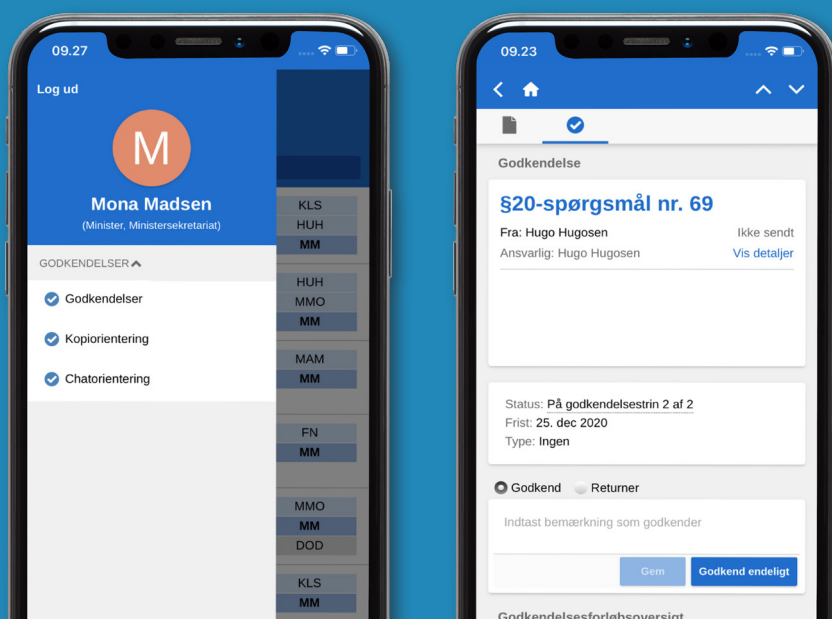 09.27
Log ud
M
Mona Madsen
(Minister, Ministersekretariat)
GODKENDELSER
Godkendelser
Kopiorientering
Chatorientering
KLS
HUH
MM
HUH
MMO
MM
MAM
MM
FN
MM
MMO
MM
DOD
KLS
MM
09.23
Godkendelse
§20-spørgsmål nr. 69
Fra: Hugo Hugosen Ikke sendt
Ansvarlig: Hugo Hugosen Vis detaljer
Status: På godkendelsestrin 2 af 2
Frist: 25. dec 2020
Type: Ingen
Godkend Returner
Indtast bemærkning som godkender
Gem Godkend endeligt
Godkendelsesforløbsoversigt